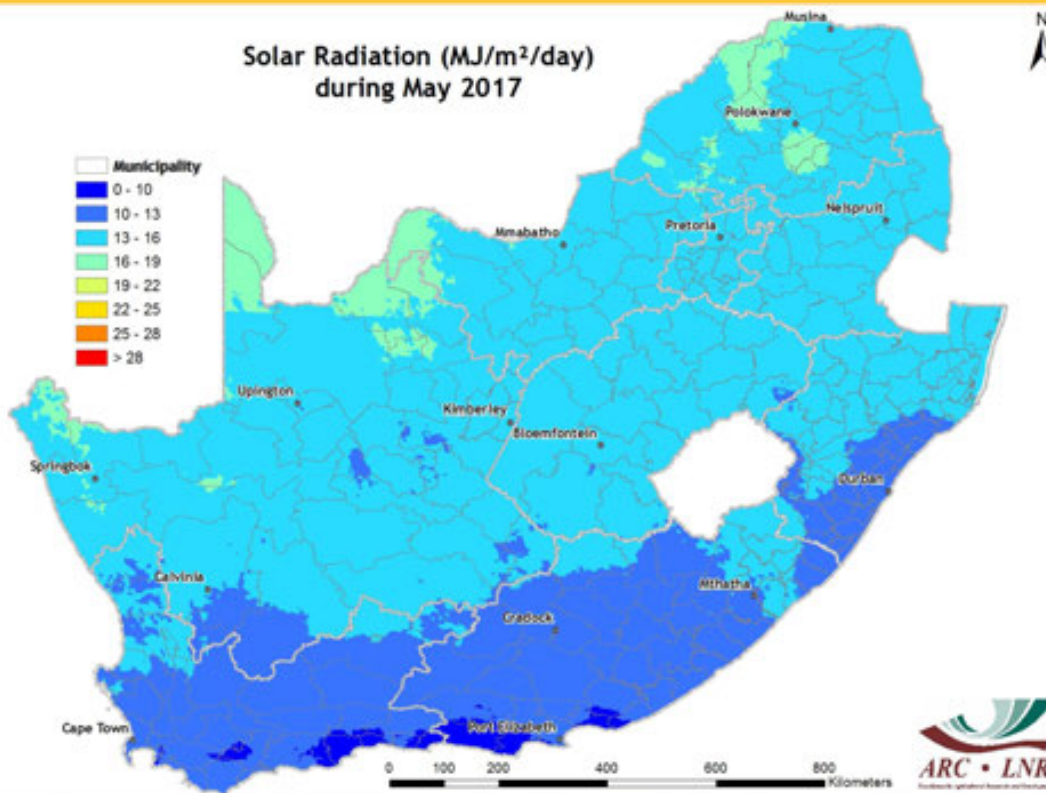 Solar Radiation (MJ/m²/day)
during May 2017
N
Musina
Polokwane
Municipality
0 - 10
10 - 13
13 - 16
16 - 19
19 - 22
22 - 25
25 - 28
> 28
Nelspruit
Pretoria
Mmabatho
Upington
Kimberley
Bloemfontein
Springbok
Durban
Calvinia
Mthatha
Cradock
Cape Town
Port Elizabeth
0 100 200 400 600 800
Kilometers
ARC • LNR